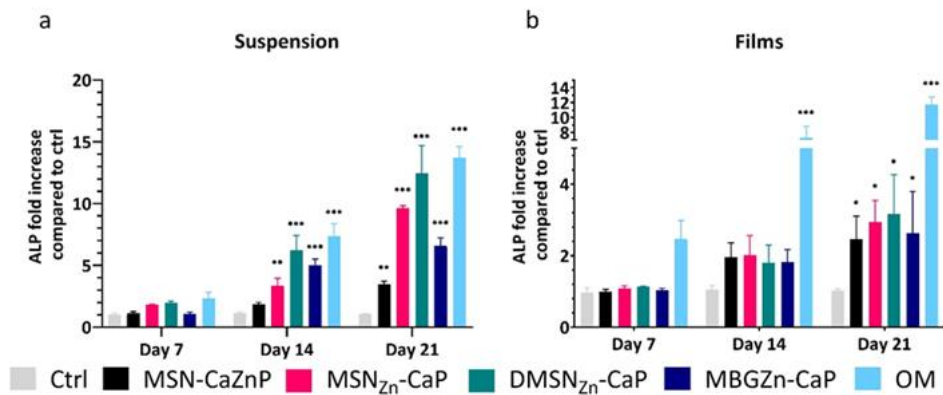 a
Suspension
ALP fold increase
compared to ctrl
20
15
10
5
0
**
***
***
***
**
***
***
***
***
Day 7
Day 14
Day 21
b
Films
ALP fold increase
compared to ctrl
14
12
10
8
4
2
0
***
*
*
*
*
***
Day 7
Day 14
Day 21
Ctrl
MSN-CaZnP
MSNZn-CaP
DMSNZn-CaP
MBGZn-CaP
OM